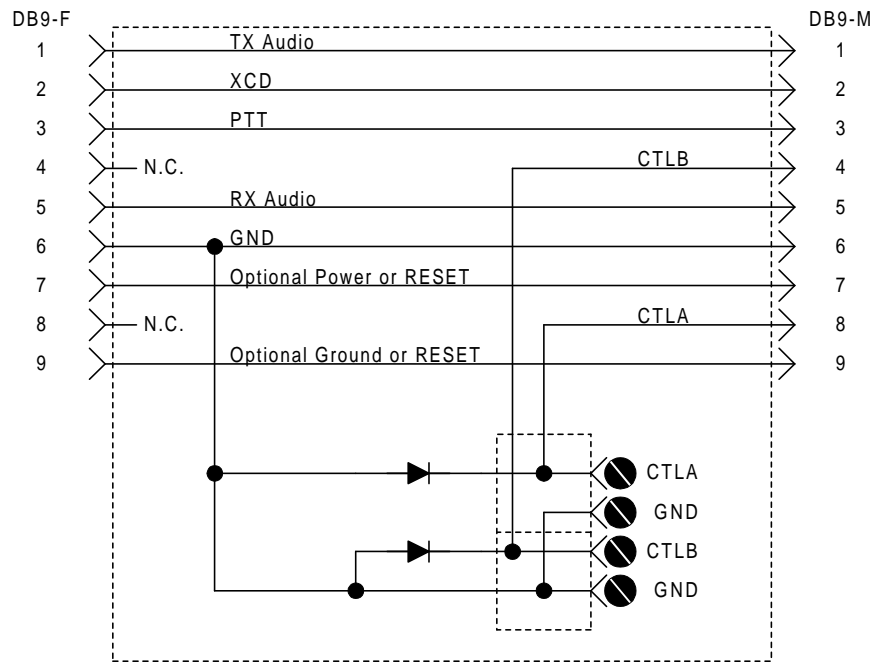 DB9-F DB9-M
1 TX Audio 1
2 XCD 2
3 PTT 3
4 N.C. CTLB 4
5 RX Audio 5
6 GND 6
7 Optional Power or RESET 7
8 N.C. CTLA 8
9 Optional Ground or RESET 9
CTLA
GND
CTLB
GND